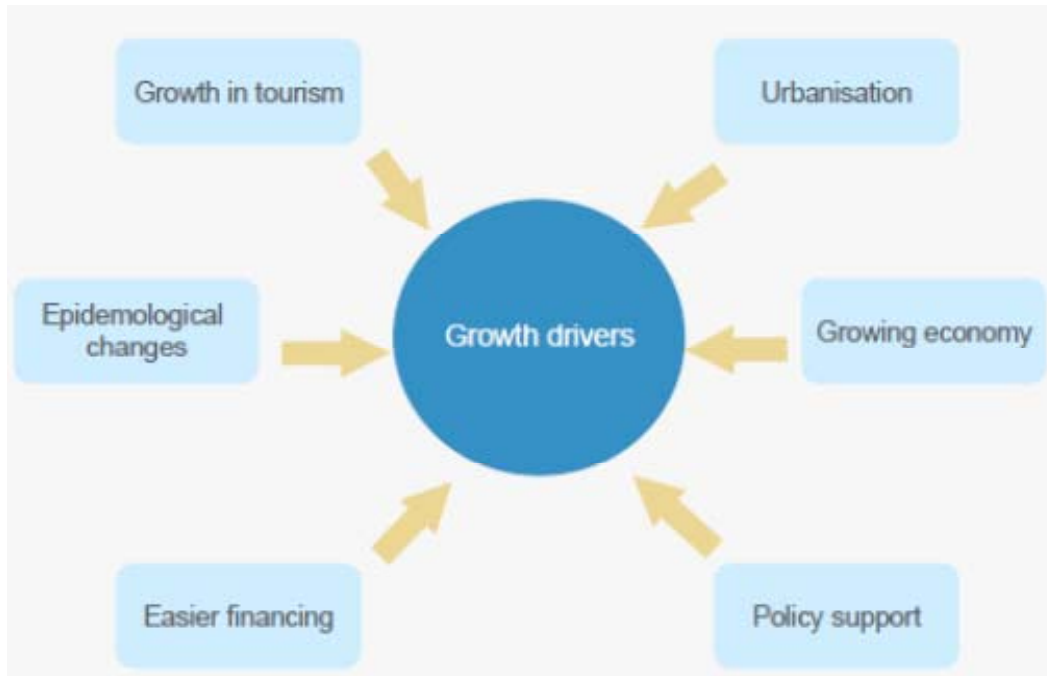 Growth in tourism
Urbanisation
Epidemological
changes
Growth drivers
Growing economy
Easier financing
Policy support